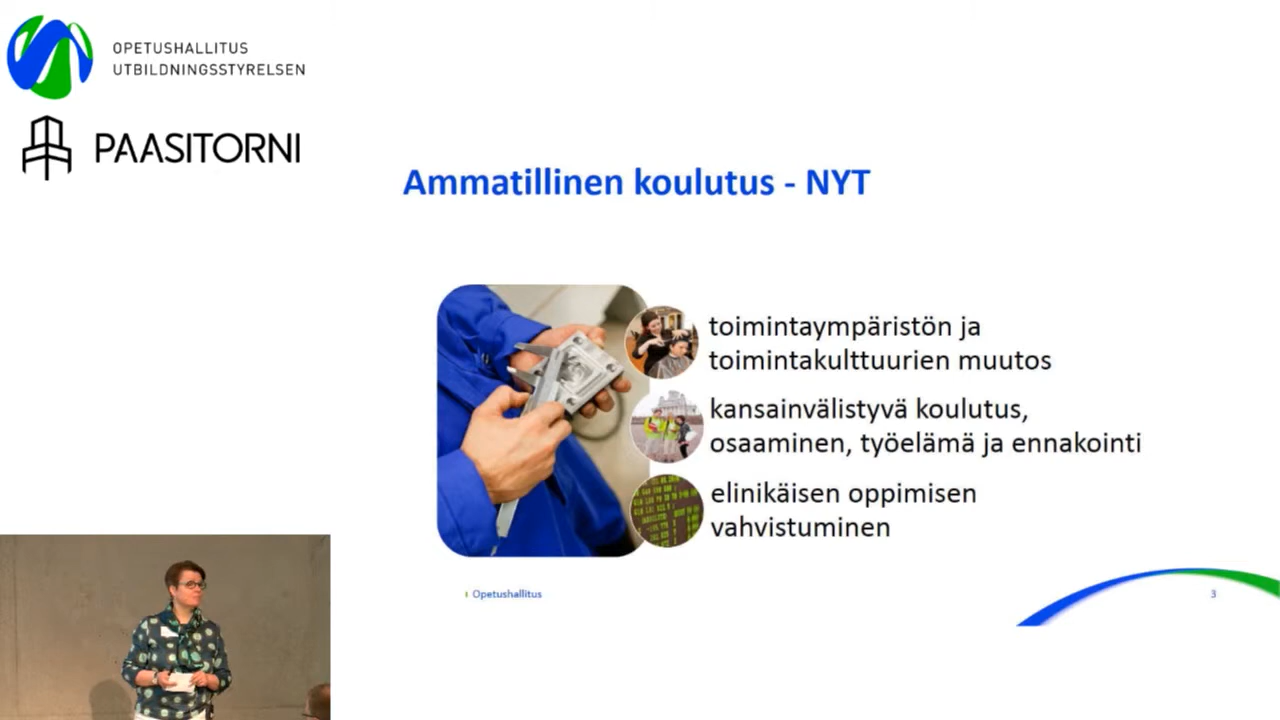 OPETUSHALLITUS
UTBILDNINGSSTYRELSEN
PAASITORNI
Ammatillinen koulutus - NYT
toimintaympäristön ja
toimintakulttuurien muutos
kansainvälistyvä koulutus,
osaaminen, työelämä ja ennakointi
elinikäisen oppimisen
vahvistuminen
Opetushallitus
3